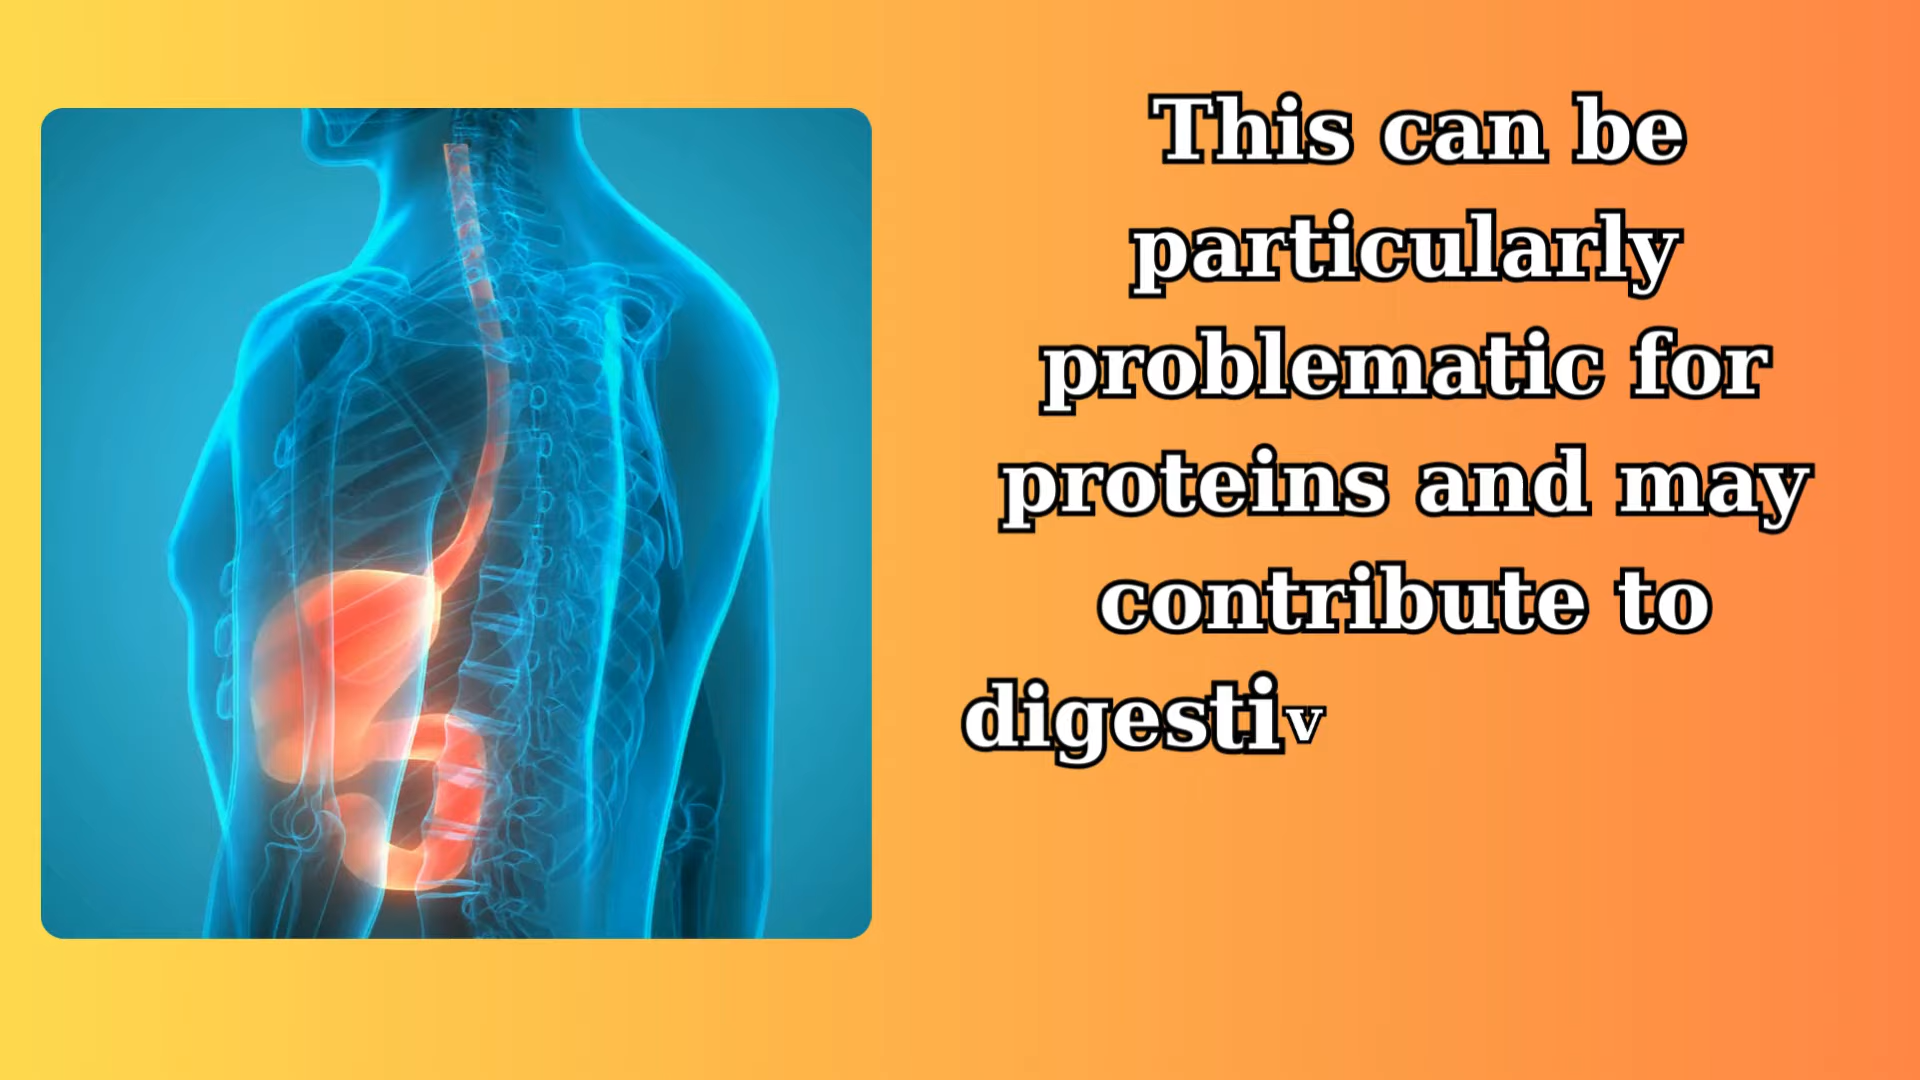 This can be
particularly
problematic for
proteins and may
contribute to
digestiv